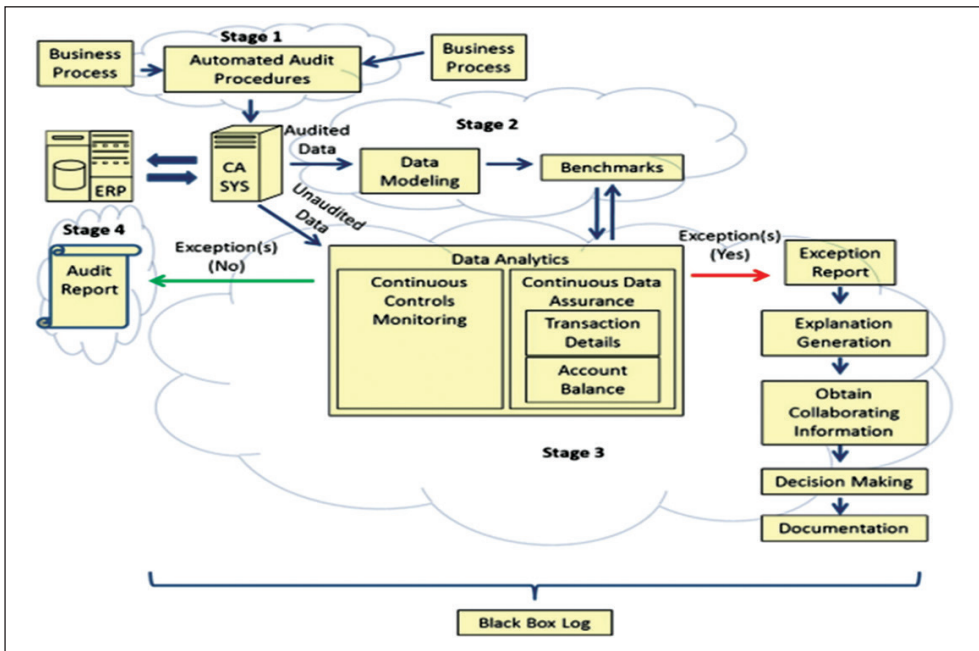 Stage 1
Business
Process
Automated Audit
Procedures
Business
Process
ERP
CA
SYS
Audited
Data
Stage 2
Data
Modeling
Benchmarks
Unaudited
Data
Stage 4
Audit
Report
Exception(s)
(No)
Data Analytics
Continuous
Controls
Monitoring
Continuous Data
Assurance
Transaction
Details
Account
Balance
Exception(s)
(Yes)
Exception
Report
Explanation
Generation
Obtain
Collaborating
Information
Decision Making
Documentation
Stage 3
Black Box Log